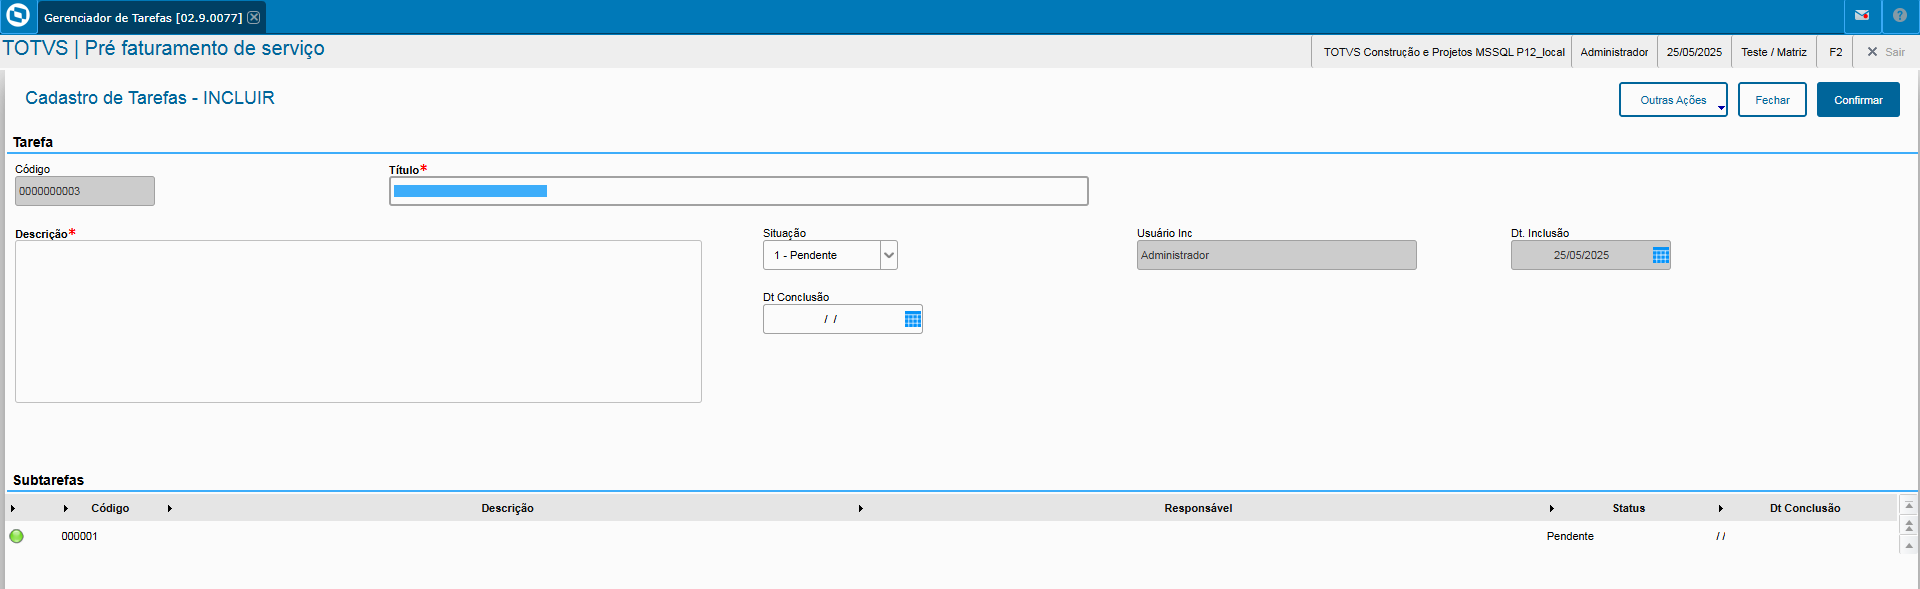 Gerenciador de Tarefas [02.9.0077]
TOTVS | Pré faturamento de serviço
TOTVS Construção e Projetos MSSQL P12_local
Administrador
25/05/2025
Teste / Matriz
F2
Sair
Cadastro de Tarefas - INCLUIR
Outras Ações
Fechar
Confirmar
Tarefa
Código
Título*
0000000003
Descrição*
Situação
Usuário Inc
Dt. Inclusão
1 - Pendente
Administrador
25/05/2025
Dt Conclusão
/ /
Subtarefas
Código
Descrição
Responsável
Status
Dt Conclusão
000001
Pendente
/ /